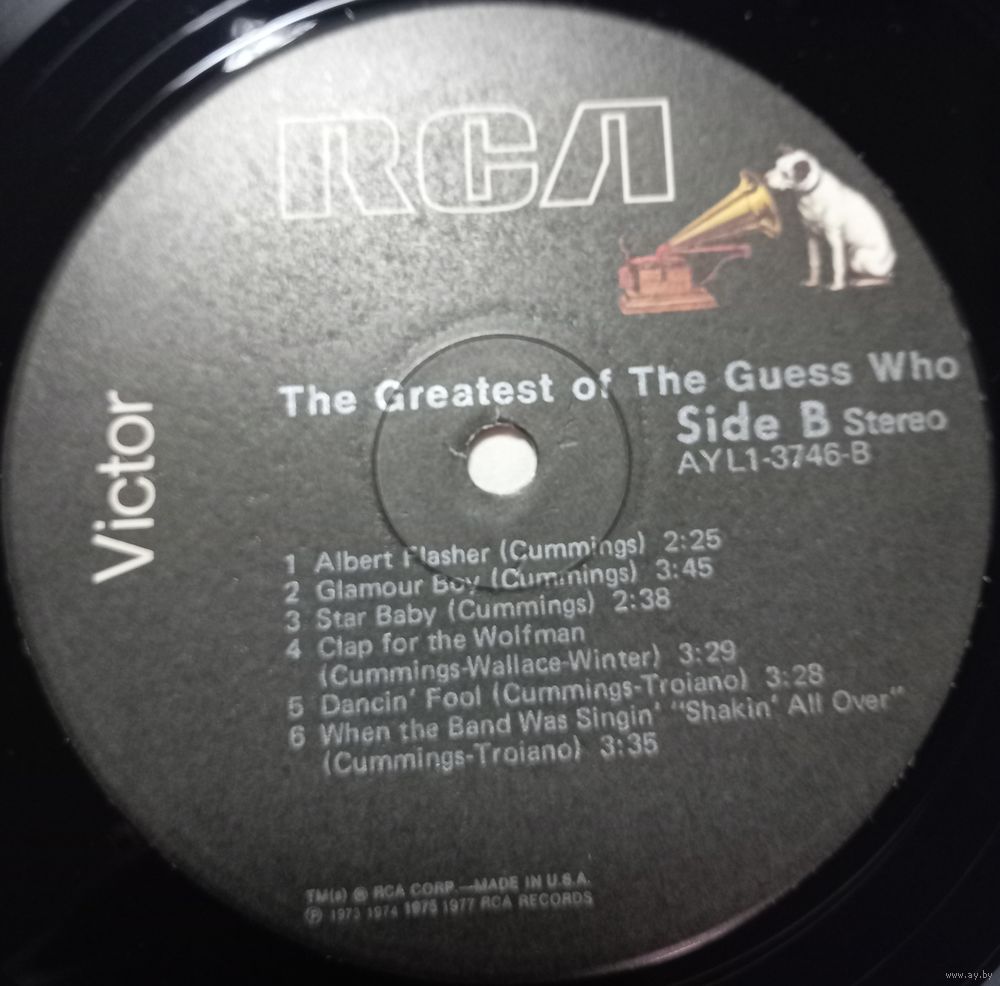 RCA
Victor
The Greatest of The Guess Who
Side B Stereo
AYL1-3746-B
1 Albert Flasher (Cummings) 2:25
2 Glamour Boy (Cummings) 3:45
3 Star Baby (Cummings) 2:38
4 Clap for the Wolfman
(Cummings-Wallace-Winter) 3:29
5 Dancin' Fool (Cummings-Troiano) 3:28
6 When the Band Was Singin' "Shakin' All Over"
(Cummings-Troiano) 3:35
TM(s) ® RCA CORP.—MADE IN U.S.A.
℗ 1973 1974 1975 1977 RCA RECORDS
www.ay.by